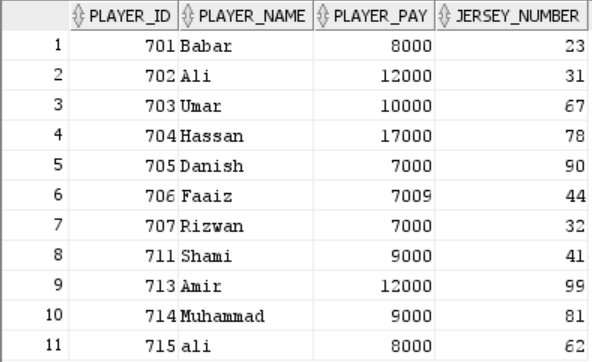 PLAYER_ID PLAYER_NAME PLAYER_PAY JERSEY_NUMBER
1 701 Babar 8000 23
2 702 Ali 12000 31
3 703 Umar 10000 67
4 704 Hassan 17000 78
5 705 Danish 7000 90
6 706 Faaiz 7009 44
7 707 Rizwan 7000 32
8 711 Shami 9000 41
9 713 Amir 12000 99
10 714 Muhammad 9000 81
11 715 ali 8000 62